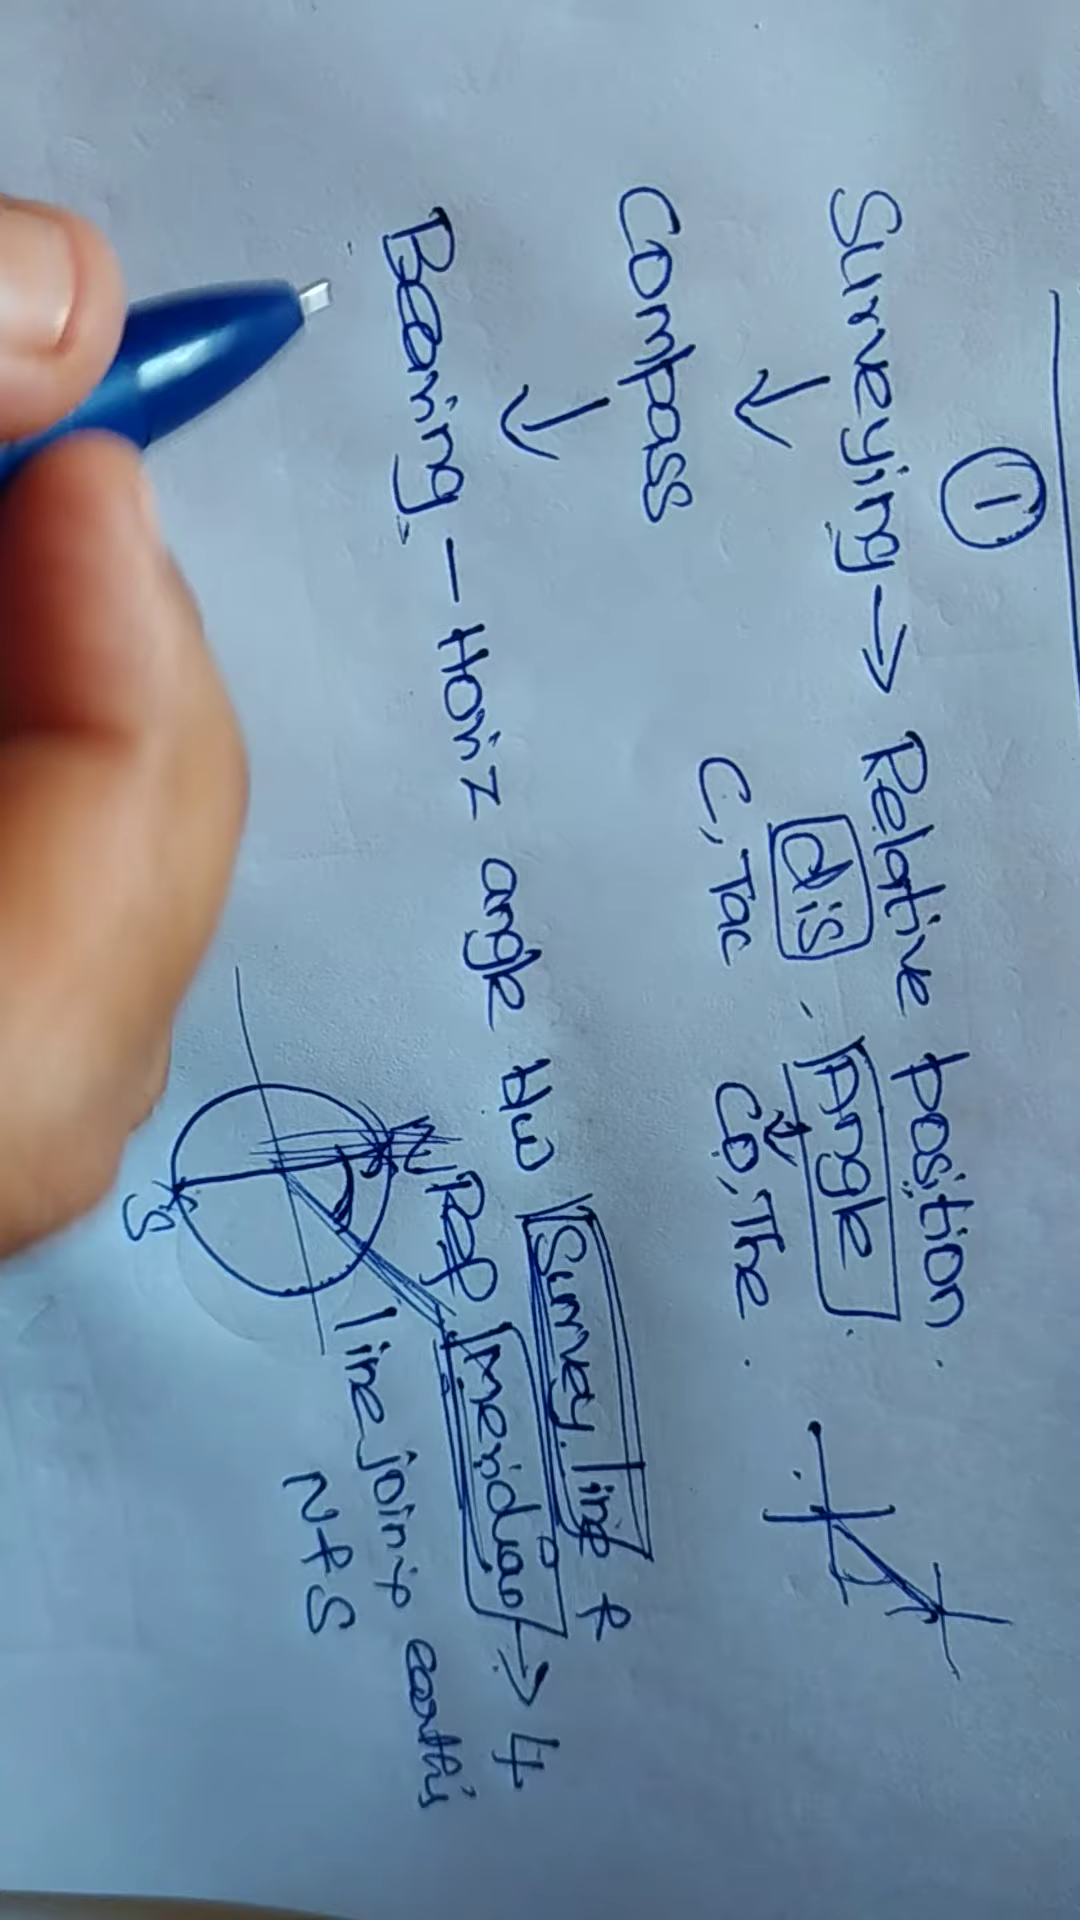 1
Surveying → Relative position.
dis , Angle
C, Tac CO, The.
↓
Compass
↓
Bearing - Horiz angle b/w Survey line &
Ref Meridian → 4
N
line joining earth's
N & S
S